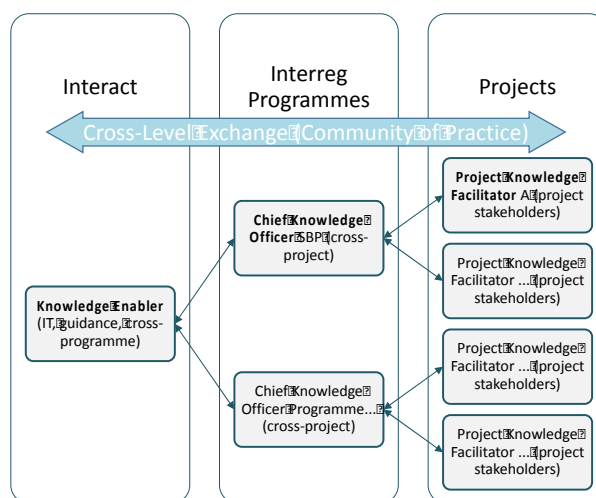 Interact
Interreg
Programmes
Projects
Cross-Level Exchange (Community of Practice)
Knowledge Enabler
(IT, guidance, cross-
programme)
Chief Knowledge
Officer SBP (cross-
project)
Chief Knowledge
Officer Programme...
(cross-project)
Project Knowledge
Facilitator A (project
stakeholders)
Project Knowledge
Facilitator ... (project
stakeholders)
Project Knowledge
Facilitator ... (project
stakeholders)
Project Knowledge
Facilitator ... (project
stakeholders)